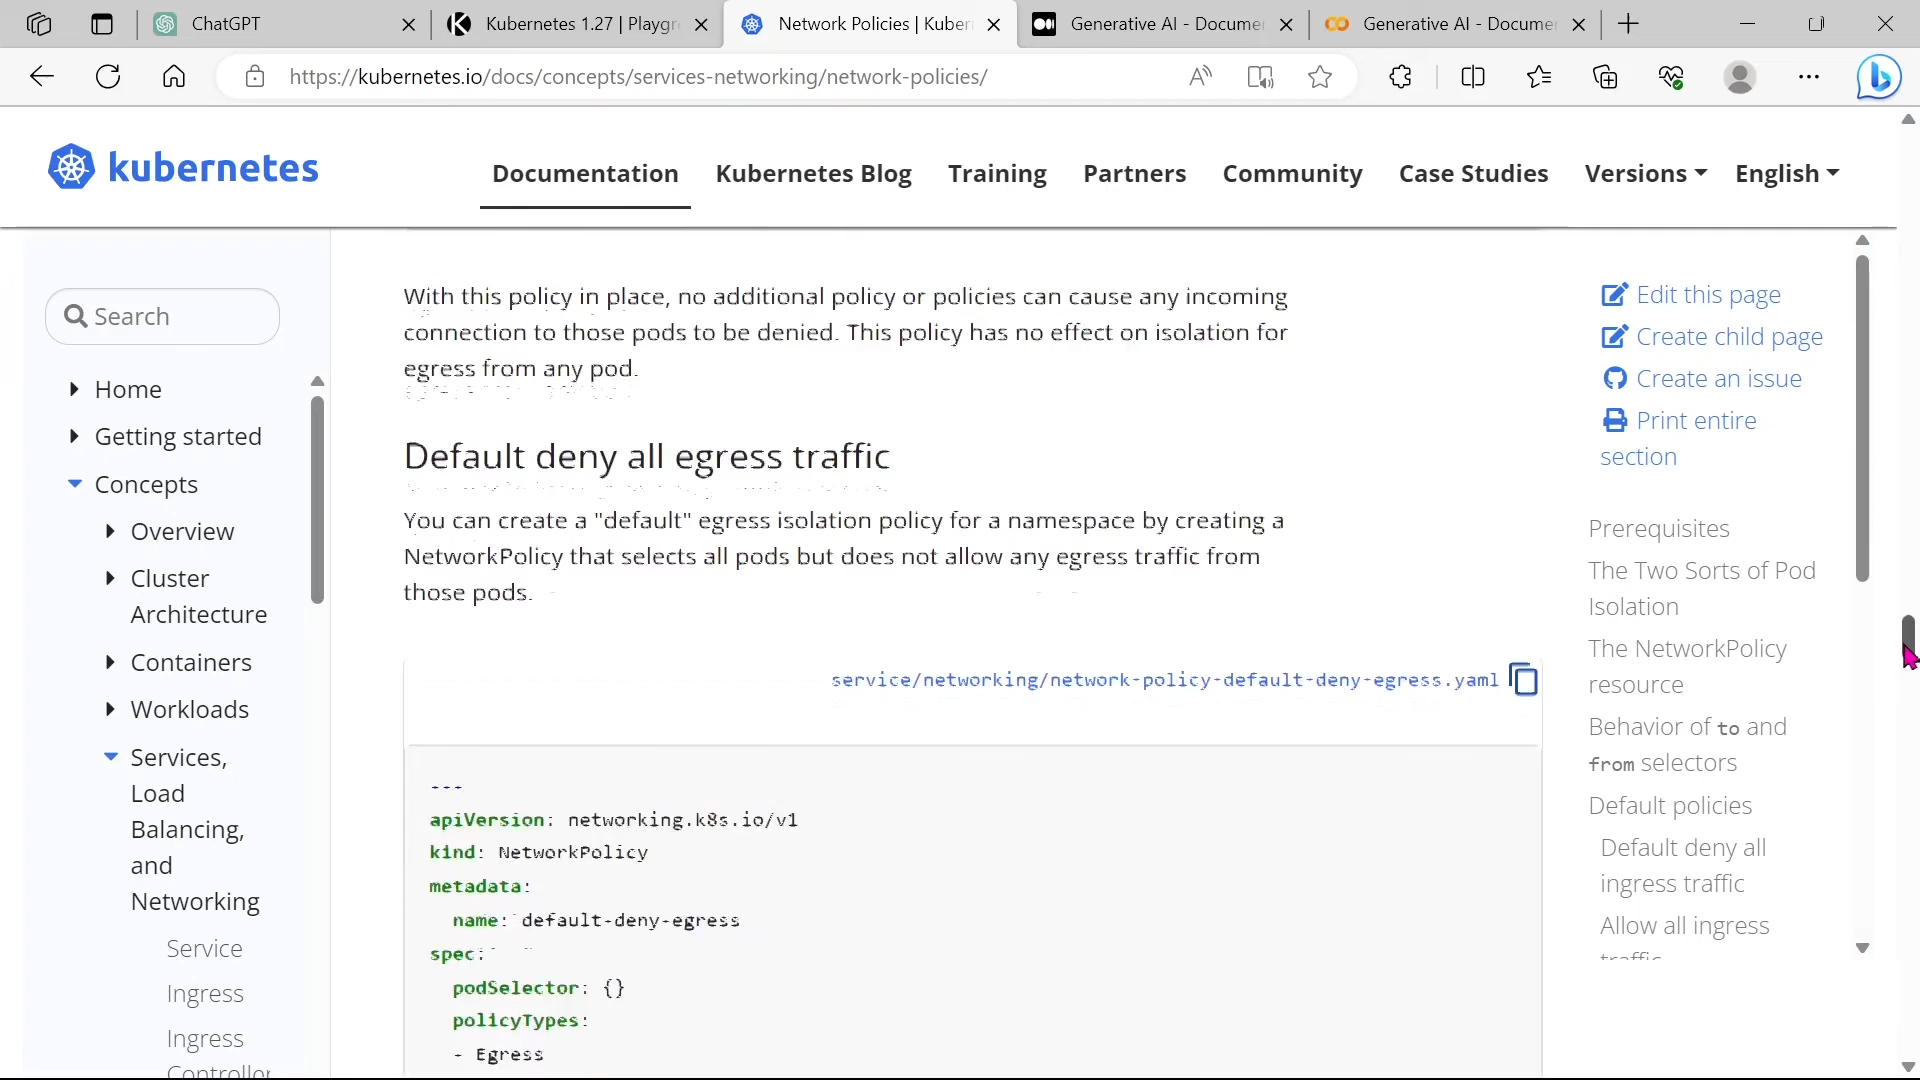 ChatGPT
Kubernetes 1.27 | Playgr
Network Policies | Kuber
Generative AI - Documen
Generative AI - Documen
https://kubernetes.io/docs/concepts/services-networking/network-policies/
kubernetes
Documentation
Kubernetes Blog
Training
Partners
Community
Case Studies
Versions
English
Search
Home
Getting started
Concepts
Overview
Cluster
Architecture
Containers
Workloads
Services,
Load
Balancing,
and
Networking
Service
Ingress
Ingress
Controller
With this policy in place, no additional policy or policies can cause any incoming
connection to those pods to be denied. This policy has no effect on isolation for
egress from any pod.
Default deny all egress traffic
You can create a "default" egress isolation policy for a namespace by creating a
NetworkPolicy that selects all pods but does not allow any egress traffic from
those pods.
service/networking/network-policy-default-deny-egress.yaml
---
apiVersion: networking.k8s.io/v1
kind: NetworkPolicy
metadata:
  name: default-deny-egress
spec:
  podSelector: {}
  policyTypes:
  - Egress
Edit this page
Create child page
Create an issue
Print entire
section
Prerequisites
The Two Sorts of Pod
Isolation
The NetworkPolicy
resource
Behavior of to and
from selectors
Default policies
Default deny all
ingress traffic
Allow all ingress
traffic